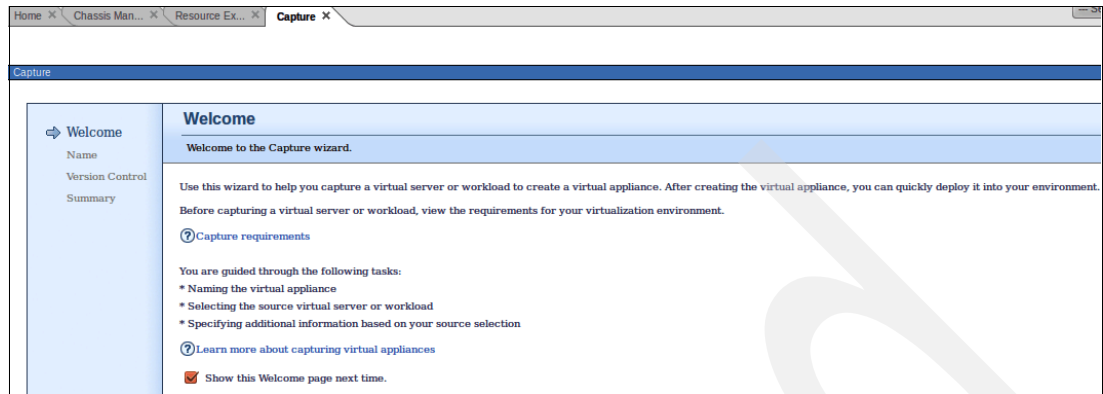 Home × Chassis Man... × Resource Ex... × Capture ×
Capture
Welcome
Name
Version Control
Summary
Welcome
Welcome to the Capture wizard.
Use this wizard to help you capture a virtual server or workload to create a virtual appliance. After creating the virtual appliance, you can quickly deploy it into your environment.
Before capturing a virtual server or workload, view the requirements for your virtualization environment.
?Capture requirements
You are guided through the following tasks:
* Naming the virtual appliance
* Selecting the source virtual server or workload
* Specifying additional information based on your source selection
?Learn more about capturing virtual appliances
Show this Welcome page next time.